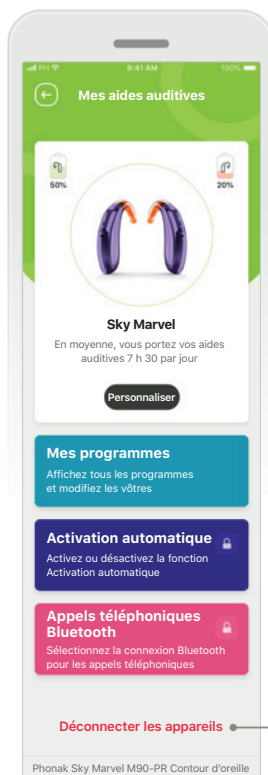 PH 9:41 AM 100%
Mes aides auditives
50% 20%
Sky Marvel
En moyenne, vous portez vos aides
auditives 7 h 30 par jour
Personnaliser
Mes programmes
Affichez tous les programmes
et modifiez les vôtres
Activation automatique
Activez ou désactivez la fonction
Activation automatique
Appels téléphoniques
Bluetooth
Sélectionnez la connexion Bluetooth
pour les appels téléphoniques
Déconnecter les appareils
Phonak Sky Marvel M90-PR Contour d’oreille